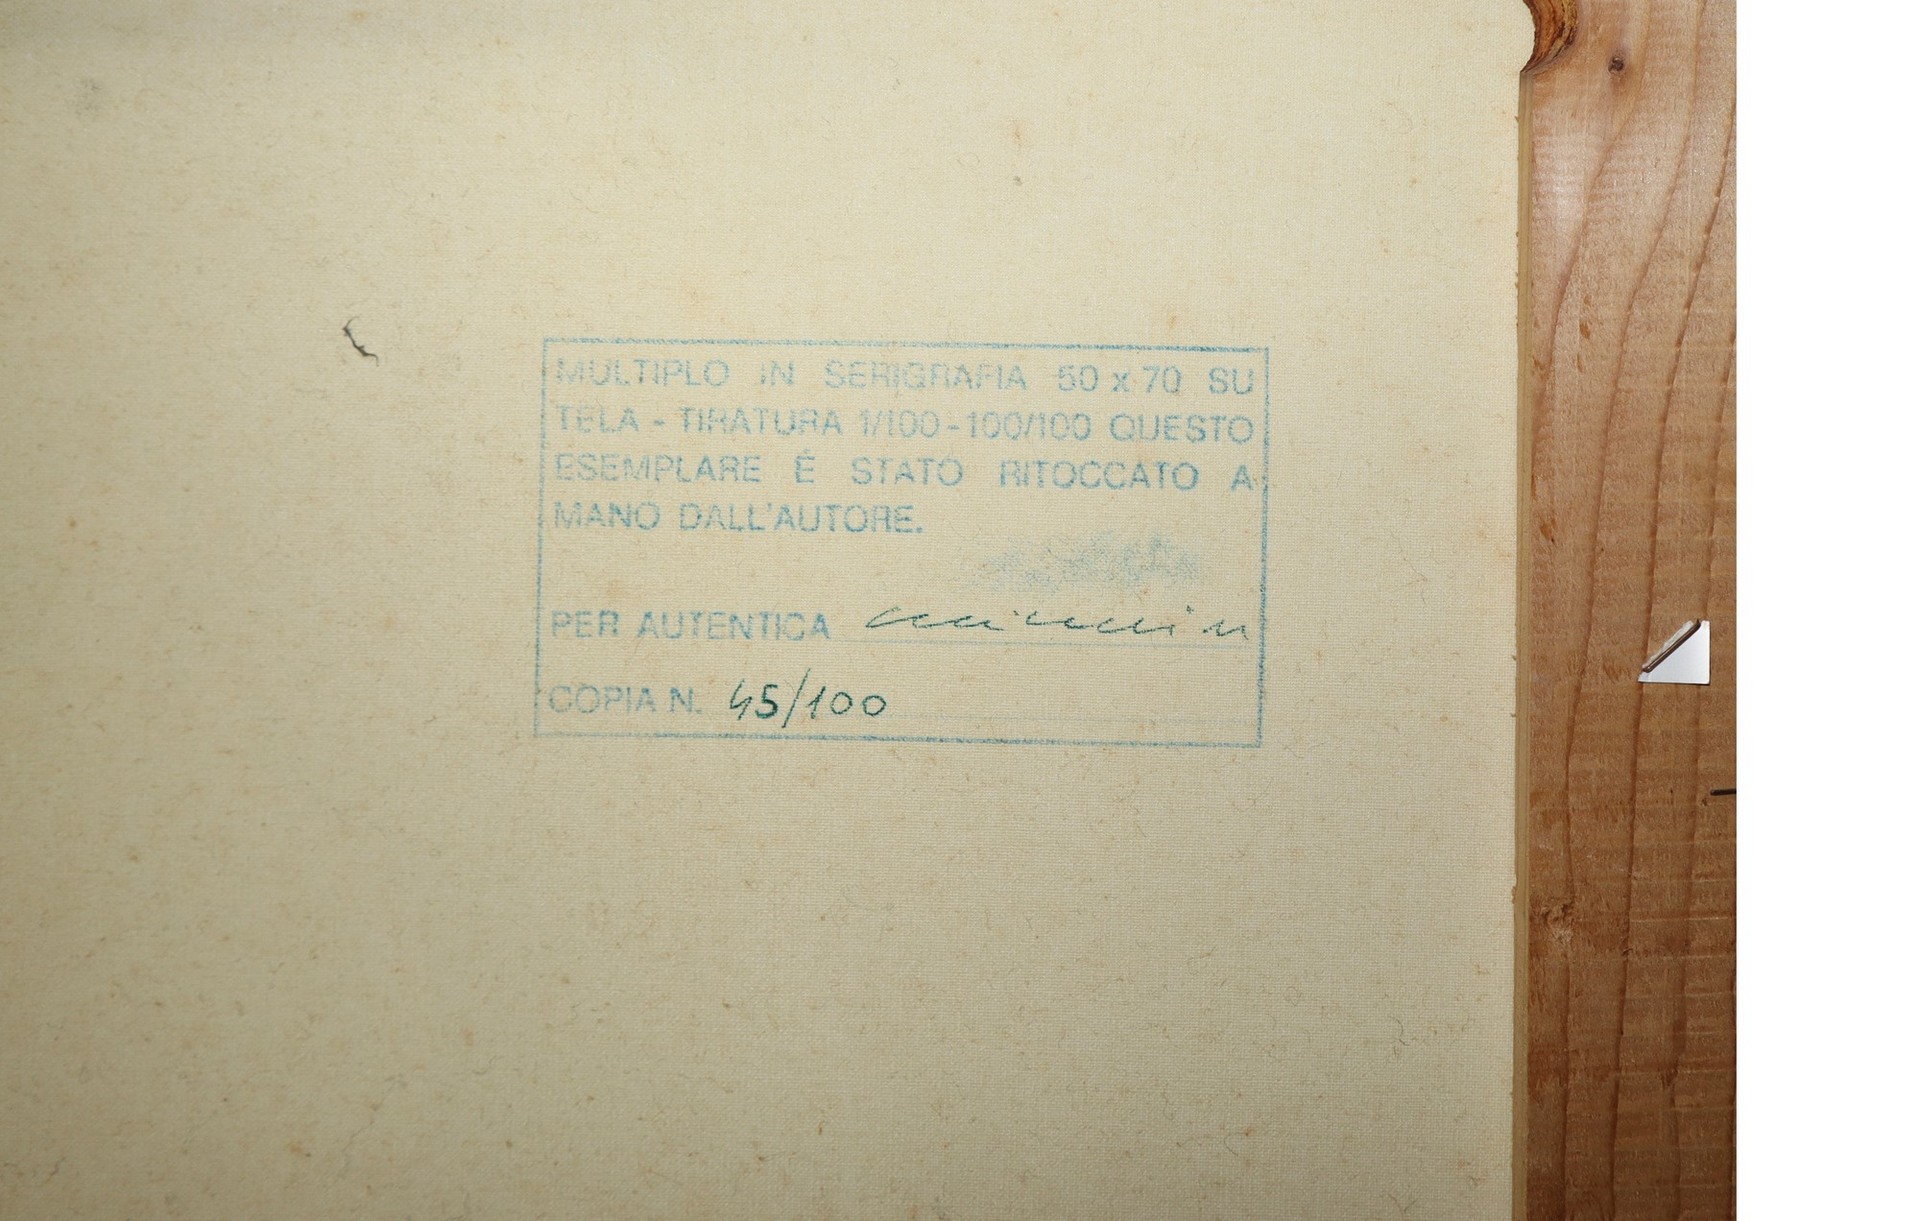 MULTIPLO IN SERIGRAFIA 50 x 70 SU
TELA - TIRATURA 1/100 - 100/100 QUESTO
ESEMPLARE É STATO RITOCCATO A
MANO DALL'AUTORE.
PER AUTENTICA
COPIA N. 45/100